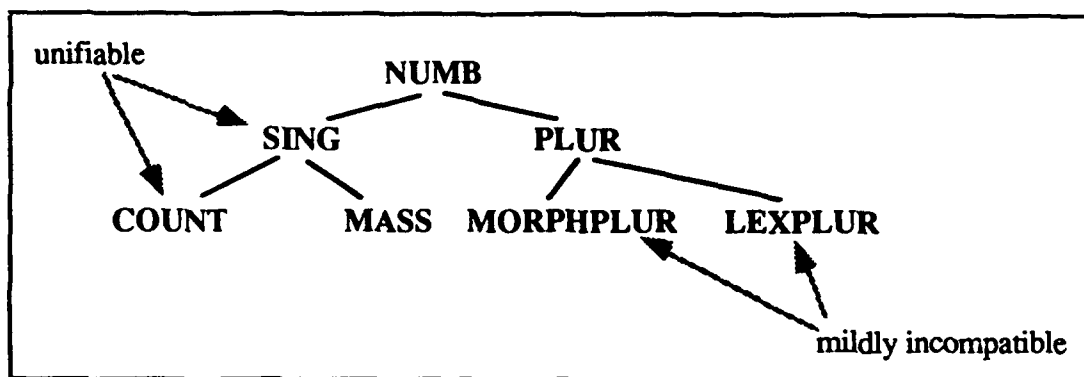 unifiable
NUMB
SING PLUR
COUNT MASS MORPHPLUR LEXPLUR
mildly incompatible